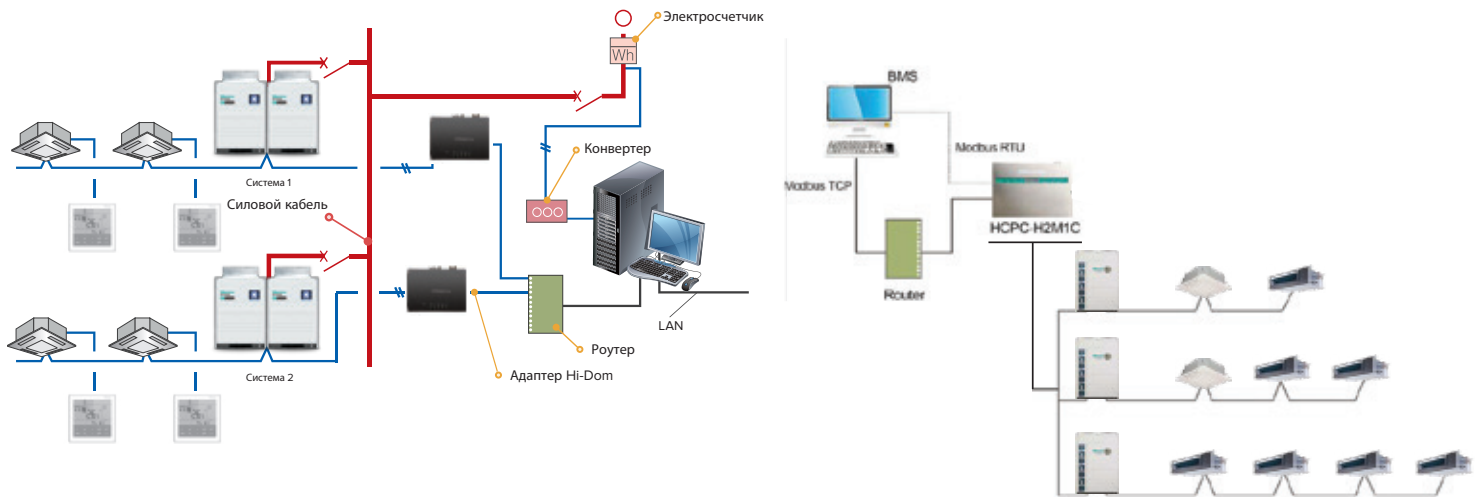 Электросчетчик
Wh
Конвертер
Система 1
Силовой кабель
LAN
Роутер
Адаптер Hi-Dom
Система 2
BMS
Modbus RTU
Modbus TCP
HCPC-H2M1C
Router